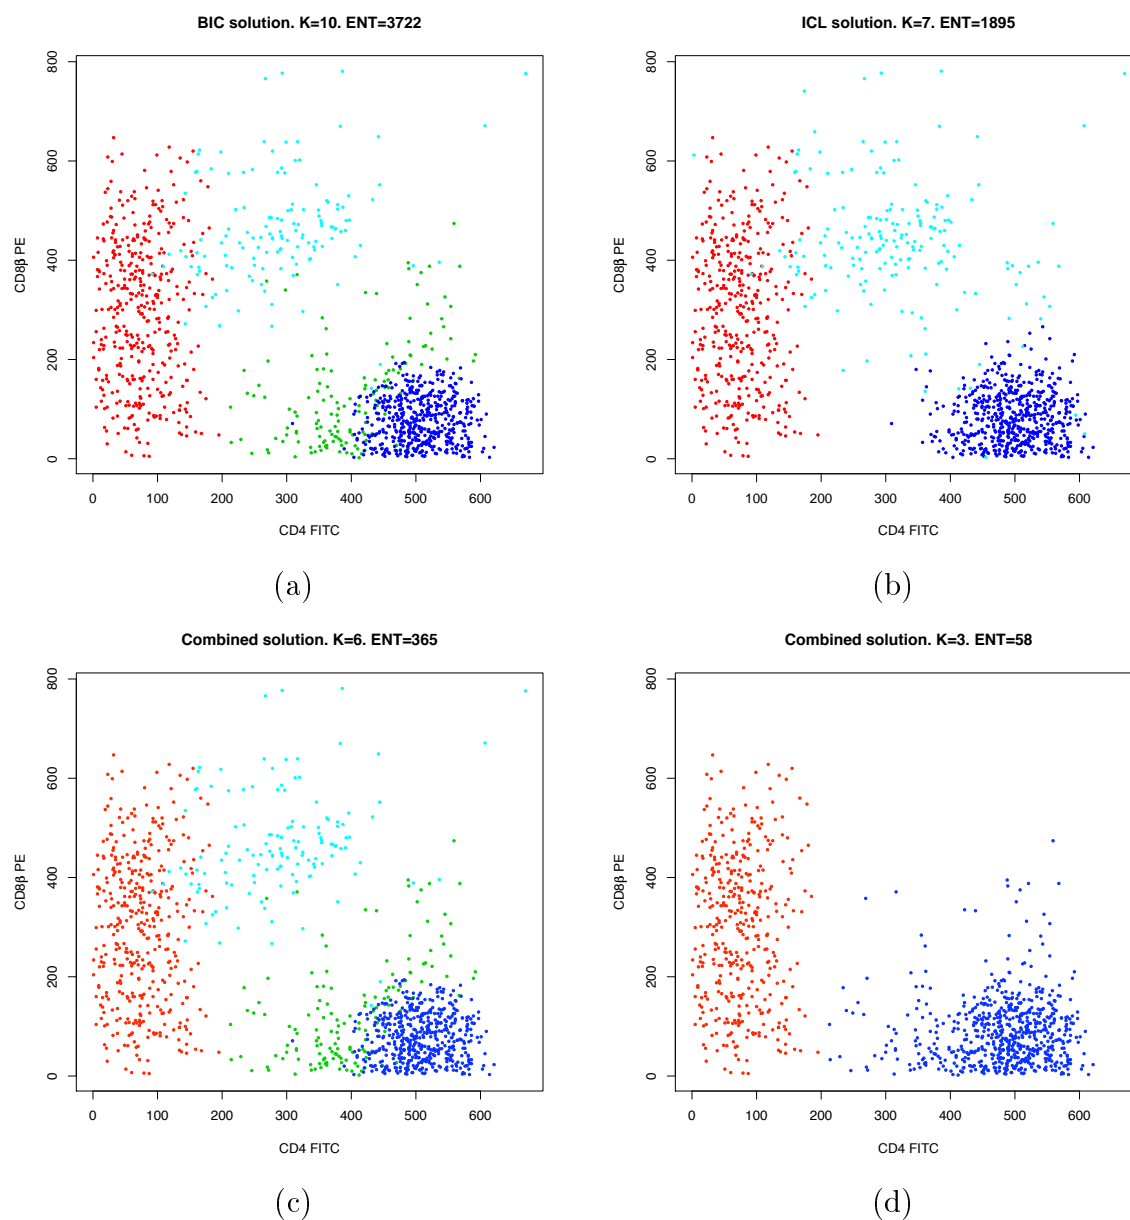 BIC solution. K=10. ENT=3722
800
600
400
200
0
CD8β PE
0 100 200 300 400 500 600
CD4 FITC
(a)
ICL solution. K=7. ENT=1895
800
600
400
200
0
CD8β PE
0 100 200 300 400 500 600
CD4 FITC
(b)
Combined solution. K=6. ENT=365
800
600
400
200
0
CD8β PE
0 100 200 300 400 500 600
CD4 FITC
(c)
Combined solution. K=3. ENT=58
800
600
400
200
0
CD8β PE
0 100 200 300 400 500 600
CD4 FITC
(d)